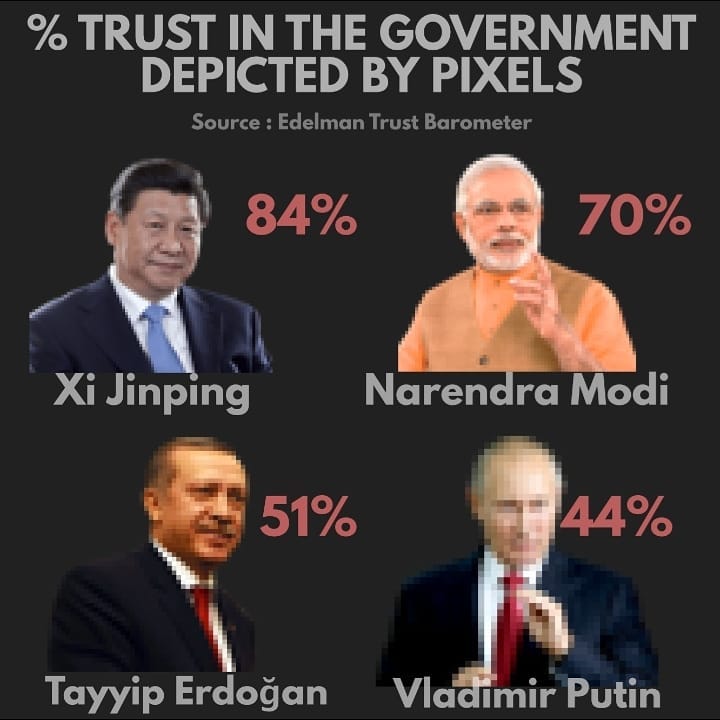 % TRUST IN THE GOVERNMENT
DEPICTED BY PIXELS
Source : Edelman Trust Barometer
84%
70%
Xi Jinping
Narendra Modi
51%
44%
Tayyip Erdoğan
Vladimir Putin